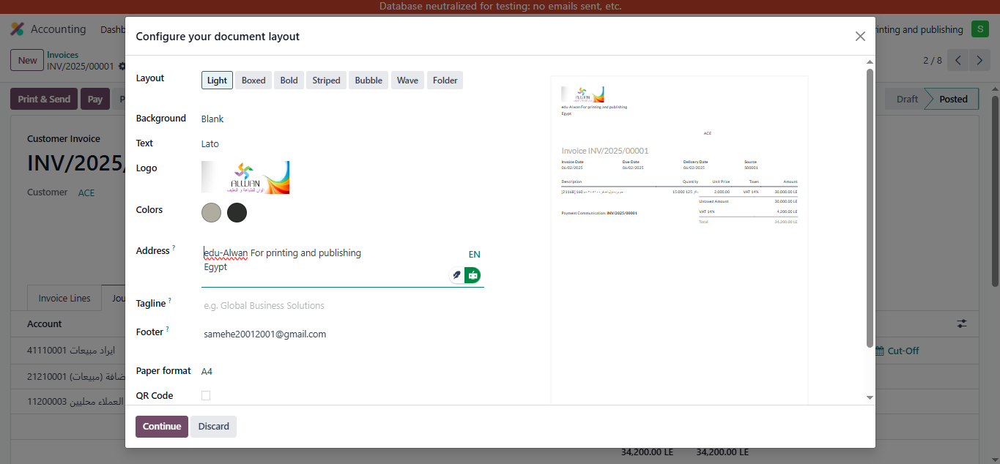 Database neutralized for testing: no emails sent, etc.
Accounting
Dashb
inting and publishing
S
New
Invoices
INV/2025/00001
2 / 8
Print & Send
Pay
P
Draft
Posted
Customer Invoice
INV/2025/
Customer
ACE
Invoice Lines
Jou
Account
41110001 ايراد مبيعات
21210001 ضافة (مبيعات)
11200003 العملاء محليين
Cut-Off
34,200.00 LE
34,200.00 LE
Configure your document layout
Layout
Light
Boxed
Bold
Striped
Bubble
Wave
Folder
Background
Blank
Text
Lato
Logo
ALWAN
الوان للطباعة و التغليف
Colors
Address ?
edu-Alwan For printing and publishing
Egypt
EN
Tagline ?
e.g. Global Business Solutions
Footer ?
samehe20012001@gmail.com
Paper format
A4
QR Code
Continue
Discard
ALWAN
edu-Alwan For printing and publishing
Egypt
ACE
Invoice INV/2025/00001
Invoice Date
Due Date
Delivery Date
Source
06/02/2025
06/02/2025
06/02/2025
S00001
Description
Quantity
Unit Price
Taxes
Amount
[21168] 160
15.000
125
2,000.00
VAT 14%
30,000.00 LE
Untaxed Amount
30,000.00 LE
Payment Communication: INV/2025/00001
VAT 14%
4,200.00 LE
Total
34,200.00 LE